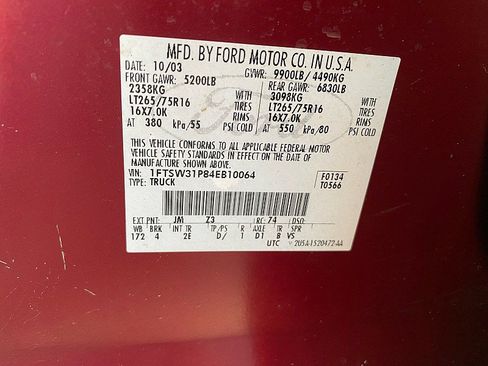 MFD. BY FORD MOTOR CO. IN U.S.A.
DATE: 10/03 GVWR: 9900LB/ 4490KG
FRONT GAWR: 5200LB REAR GAWR: 6830LB
2358KG WITH 3098KG WITH
LT265/75R16 TIRES LT265/75R16 TIRES
16X7.0K RIMS 16X7.0K RIMS
AT 380 kPa/55 PSI COLD AT 550 kPa/80 PSI COLD
THIS VEHICLE CONFORMS TO ALL APPLICABLE FEDERAL MOTOR
VEHICLE SAFETY STANDARDS IN EFFECT ON THE DATE OF
MANUFACTURE SHOWN ABOVE.
VIN: 1FTSW31P84EB10064 F0134
TYPE: TRUCK T0566
EXT PNT: JM Z3 RC: 74 DSO:
WB BRK INT TR TP/PS R AXLE TR SPR
172 4 2E D/ 1 D1 B VS
UTC 2U5A-1520472-AA
Ford